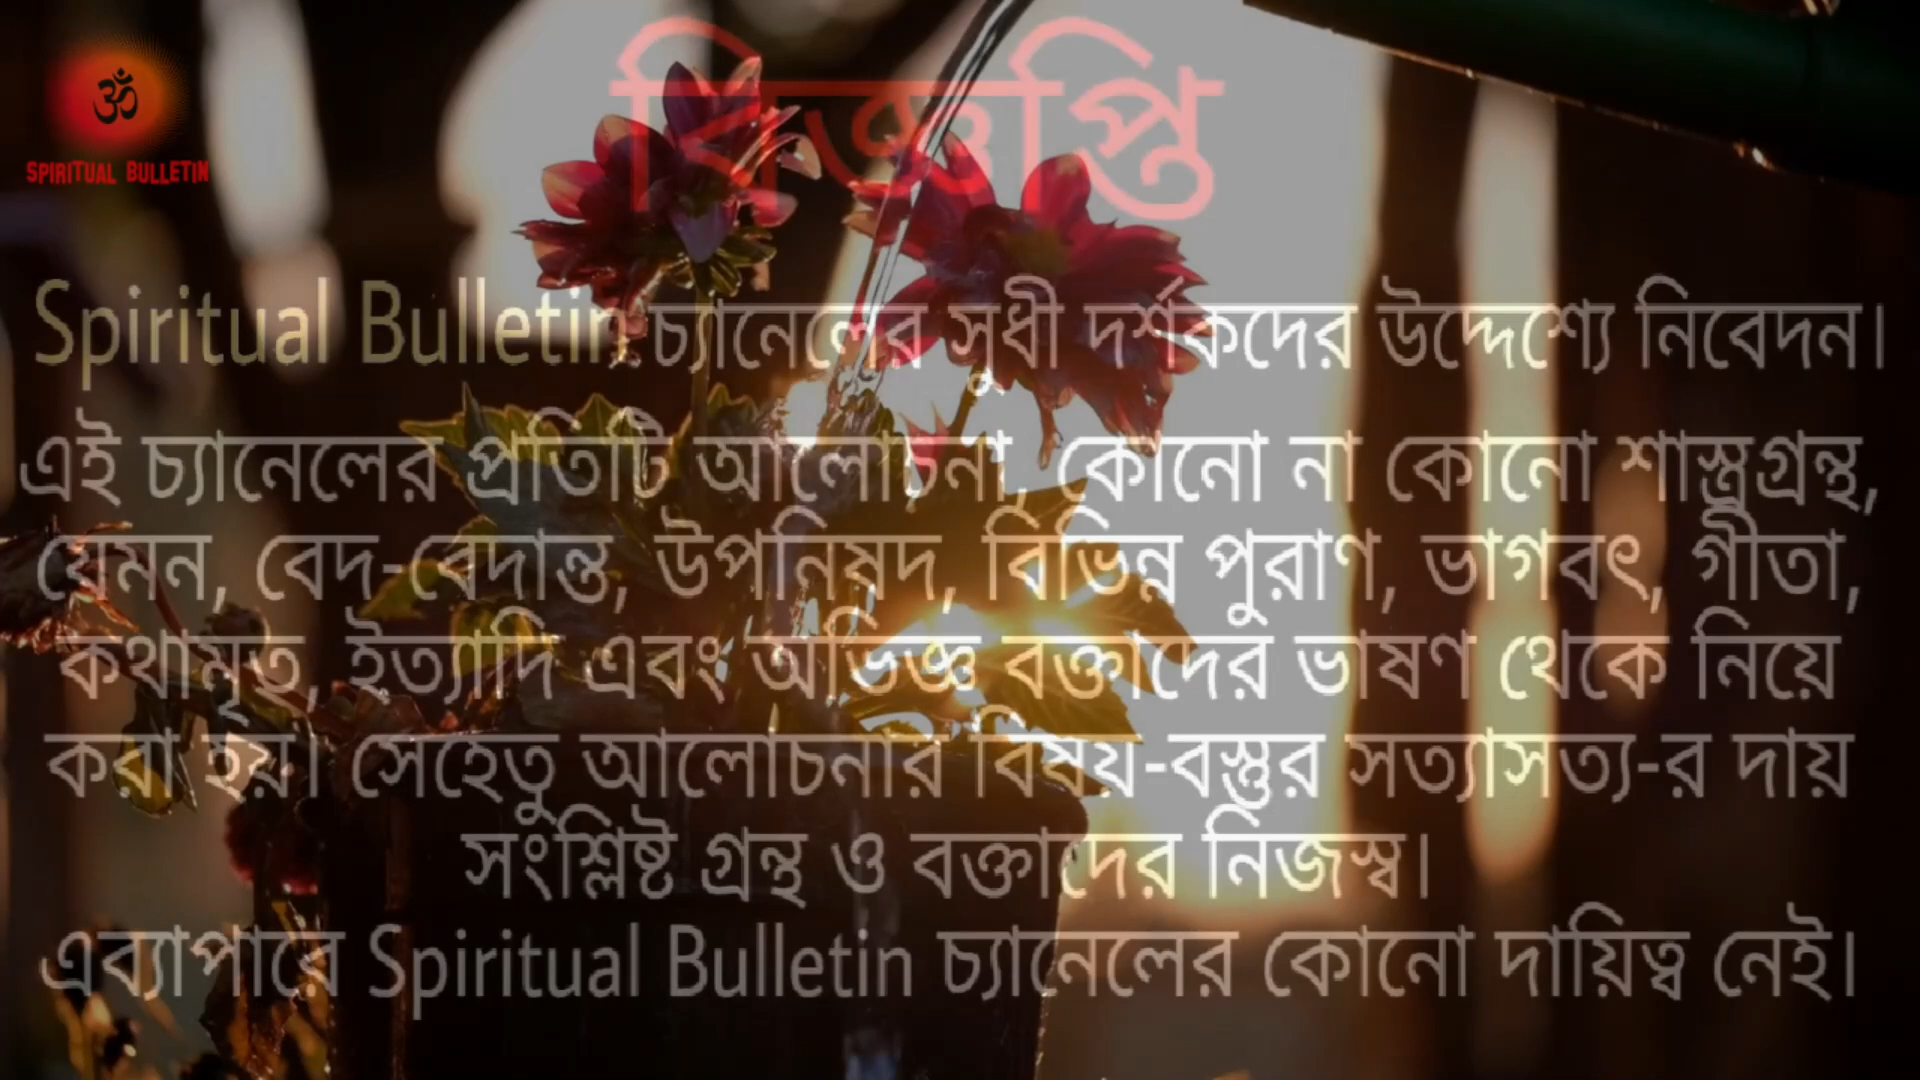 বিজ্ঞপ্তি
ॐ
SPIRITUAL BULLETIN
Spiritual Bulletin চ্যানেলের সুধী দর্শকদের উদ্দেশ্যে নিবেদন।
এই চ্যানেলের প্রতিটি আলোচনা, কোনো না কোনো শাস্ত্রগ্রন্থ,
যেমন, বেদ-বেদান্ত, উপনিষদ, বিভিন্ন পুরাণ, ভাগবৎ, গীতা,
কথামৃত, ইত্যাদি এবং অভিজ্ঞ বক্তাদের ভাষণ থেকে নিয়ে
করা হয়। সেহেতু আলোচনার বিষয়-বস্তুর সত্যাসত্য-র দায়
সংশ্লিষ্ট গ্রন্থ ও বক্তাদের নিজস্ব।
এব্যাপারে Spiritual Bulletin চ্যানেলের কোনো দায়িত্ব নেই।